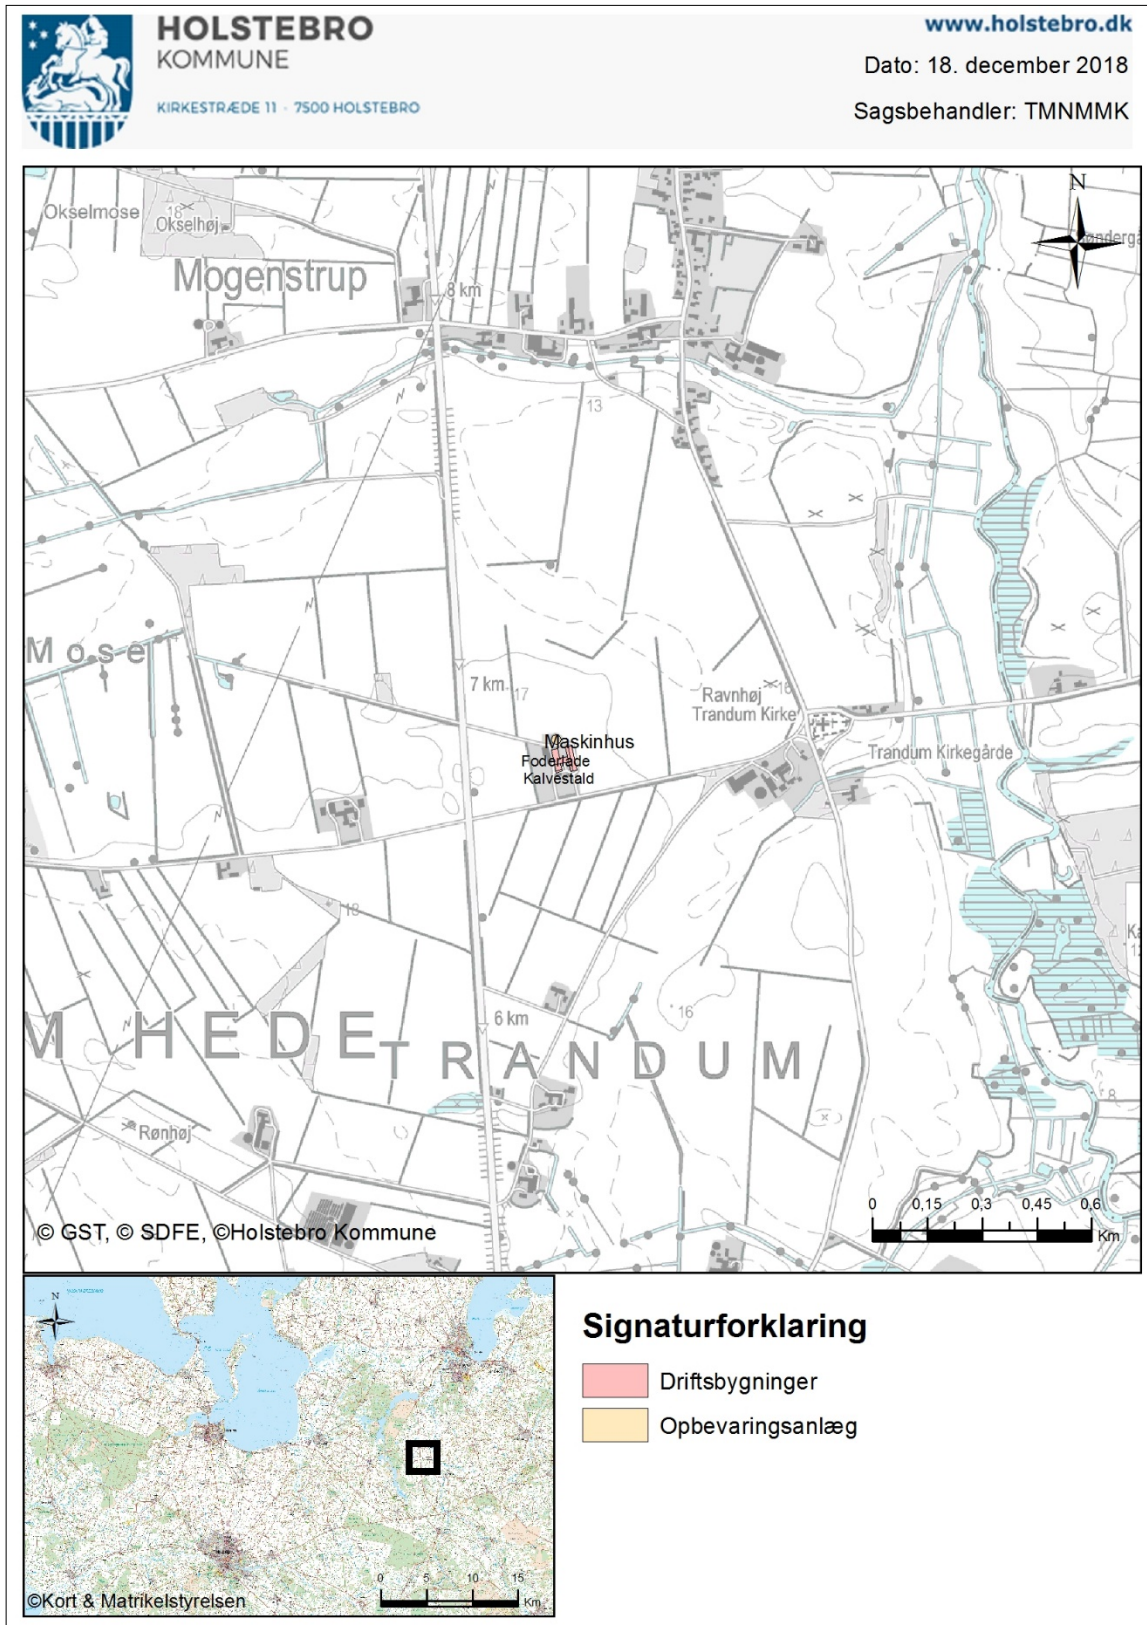 HOLSTEBRO
KOMMUNE
KIRKESTRÆDE 11 · 7500 HOLSTEBRO
www.holstebro.dk
Dato: 18. december 2018
Sagsbehandler: TMNMMK
N
Okselmose
18
Okselhøj
Mogenstrup
8 km
13
Mose
7 km
17
Ravnhøj
16
Trandum Kirke
Maskinhus
Foderlade
Kalvestald
Trandum Kirkegårde
18
16
6 km
M HEDE
TRANDUM
8
Rønhøj
0 0,15 0,3 0,45 0,6
Km
© GST, © SDFE, ©Holstebro Kommune
N
0 5 10 15
Km
©Kort & Matrikelstyrelsen
Signaturforklaring
Driftsbygninger
Opbevaringsanlæg